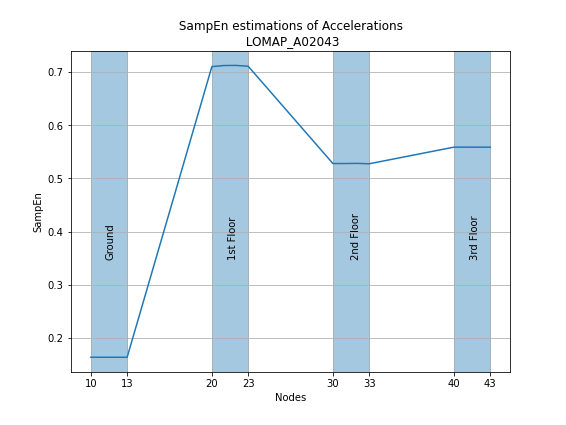 SampEn estimations of Accelerations
LOMAP_A02043
0.7
0.6
0.5
0.4
0.3
0.2
SampEn
Ground
1st Floor
2nd Floor
3rd Floor
10 13 20 23 30 33 40 43
Nodes